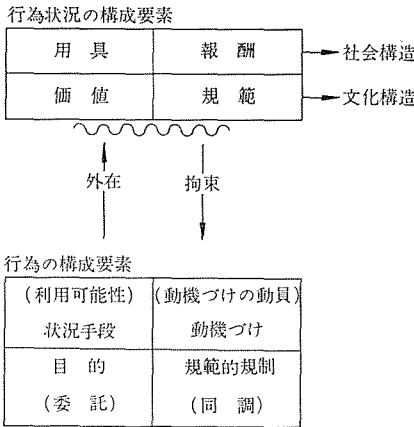 行為状況の構成要素
用具 報酬 社会構造
価値 規範 文化構造
外在 拘束
行為の構成要素
(利用可能性) (動機づけの動員)
状況手段 動機づけ
目的 規範的規制
(委託) (同調)